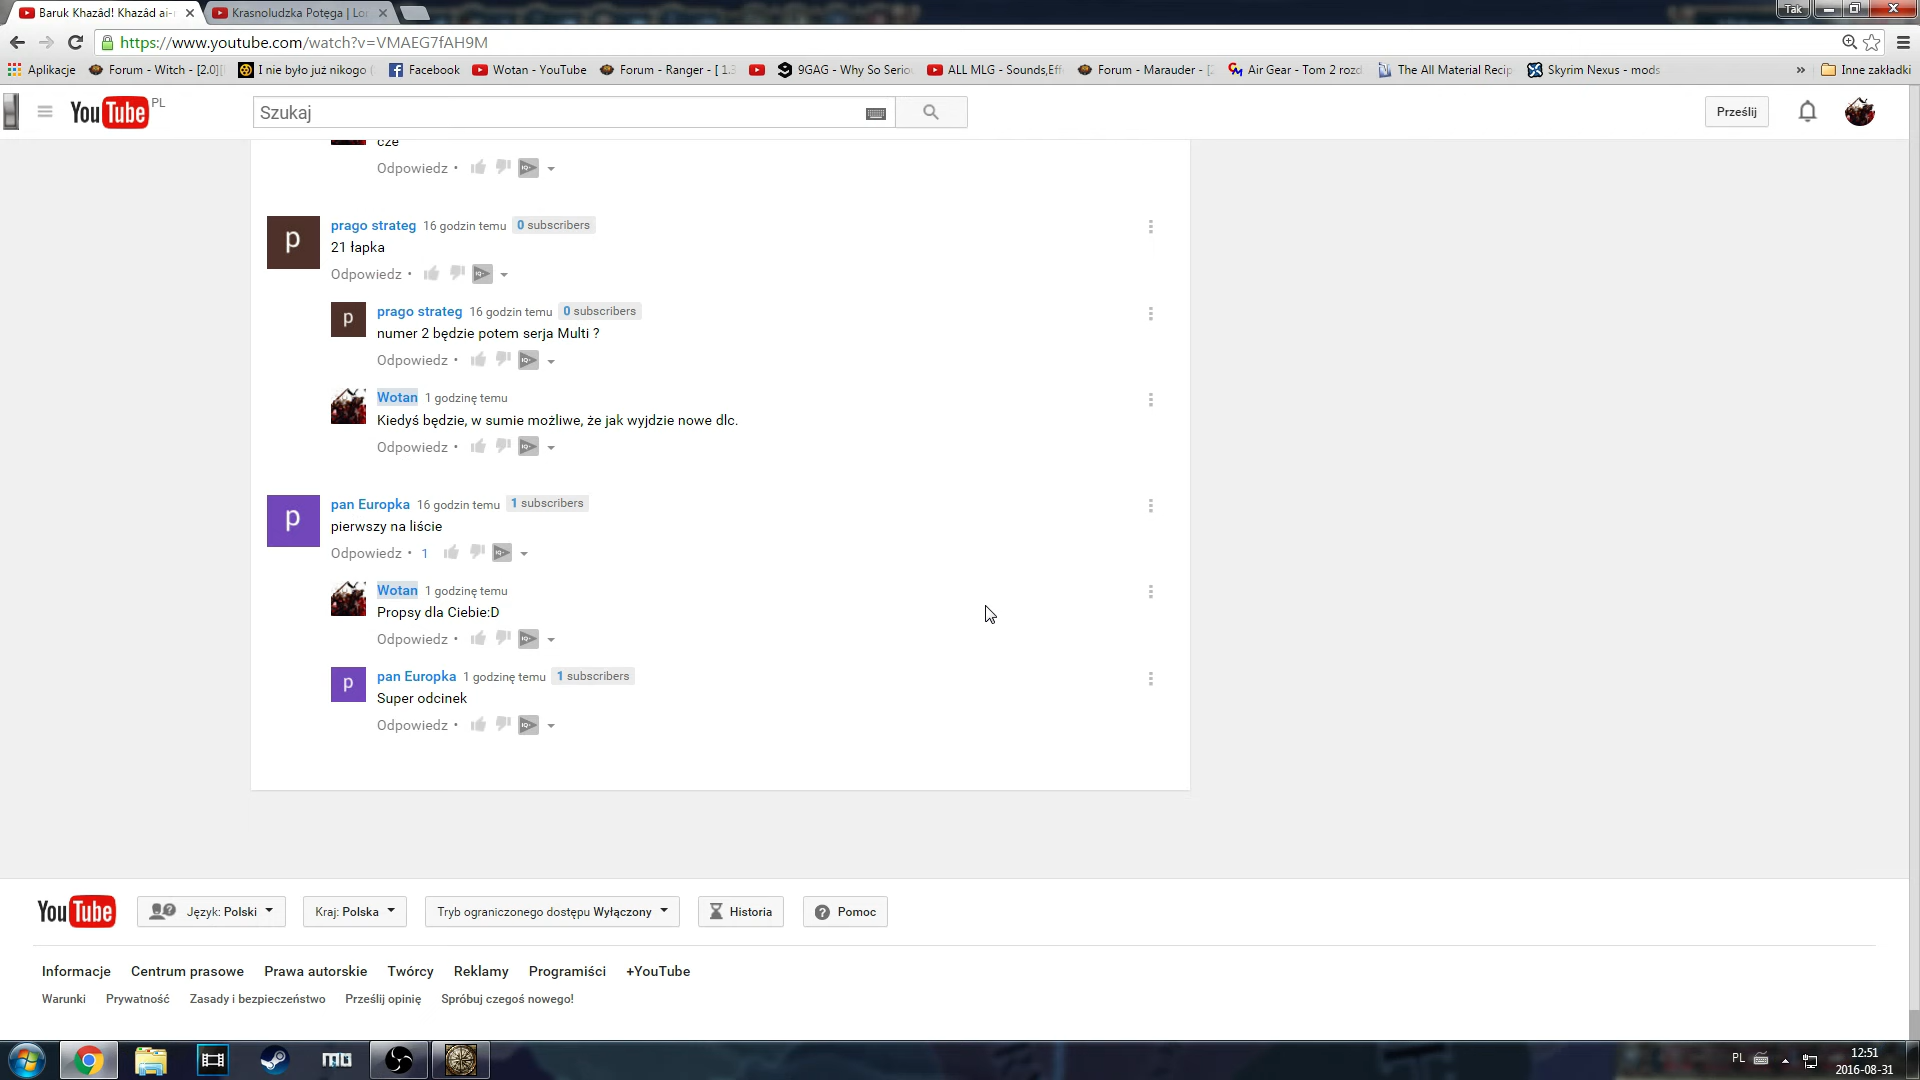 Baruk Khazâd! Khazâd ai-
Krasnoludzka Potęga | Lo
Tak
https://www.youtube.com/watch?v=VMAEG7fAH9M
Aplikacje
Forum - Witch - [2.0]
I nie było już nikogo
Facebook
Wotan - YouTube
Forum - Ranger - [ 1.3
9GAG - Why So Serio
ALL MLG - Sounds,Eff
Forum - Marauder - [
Air Gear - Tom 2 rozd
The All Material Recip
Skyrim Nexus - mods
»
Inne zakładki
YouTube PL
Szukaj
Prześlij
cze
Odpowiedz •
p
prago strateg 16 godzin temu 0 subscribers
21 łapka
Odpowiedz •
p
prago strateg 16 godzin temu 0 subscribers
numer 2 będzie potem serja Multi ?
Odpowiedz •
Wotan 1 godzinę temu
Kiedyś będzie, w sumie możliwe, że jak wyjdzie nowe dlc.
Odpowiedz •
p
pan Europka 16 godzin temu 1 subscribers
pierwszy na liście
Odpowiedz • 1
Wotan 1 godzinę temu
Propsy dla Ciebie:D
Odpowiedz •
p
pan Europka 1 godzinę temu 1 subscribers
Super odcinek
Odpowiedz •
YouTube
Język: Polski
Kraj: Polska
Tryb ograniczonego dostępu Wyłączony
Historia
Pomoc
Informacje Centrum prasowe Prawa autorskie Twórcy Reklamy Programiści +YouTube
Warunki Prywatność Zasady i bezpieczeństwo Prześlij opinię Spróbuj czegoś nowego!
PL
12:51
2016-08-31